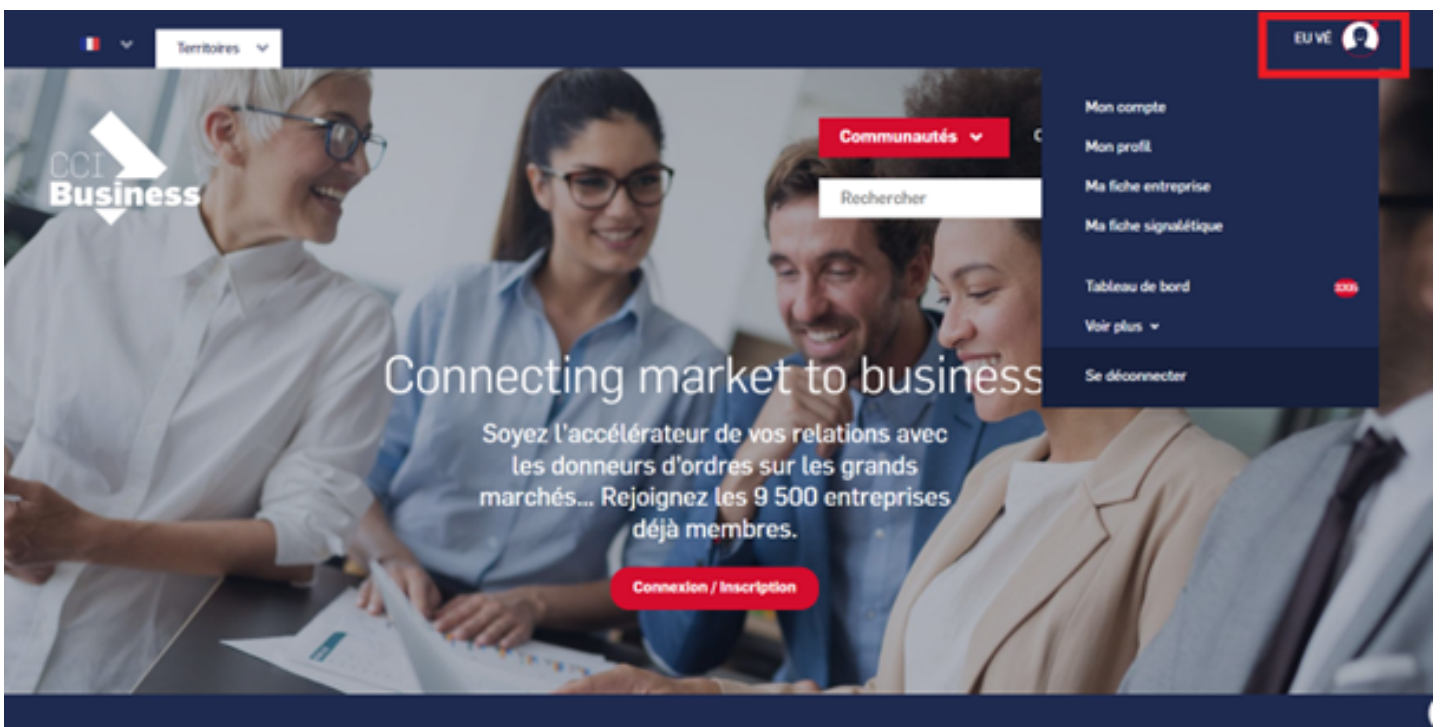 Territoires
EU VÉ
CCI
Business
Communautés
Rechercher
Mon compte
Mon profil
Ma fiche entreprise
Ma fiche signalétique
Tableau de bord
Voir plus
Se déconnecter
Connecting market to business
Soyez l'accélérateur de vos relations avec
les donneurs d'ordres sur les grands
marchés... Rejoignez les 9 500 entreprises
déjà membres.
Connexion / Inscription